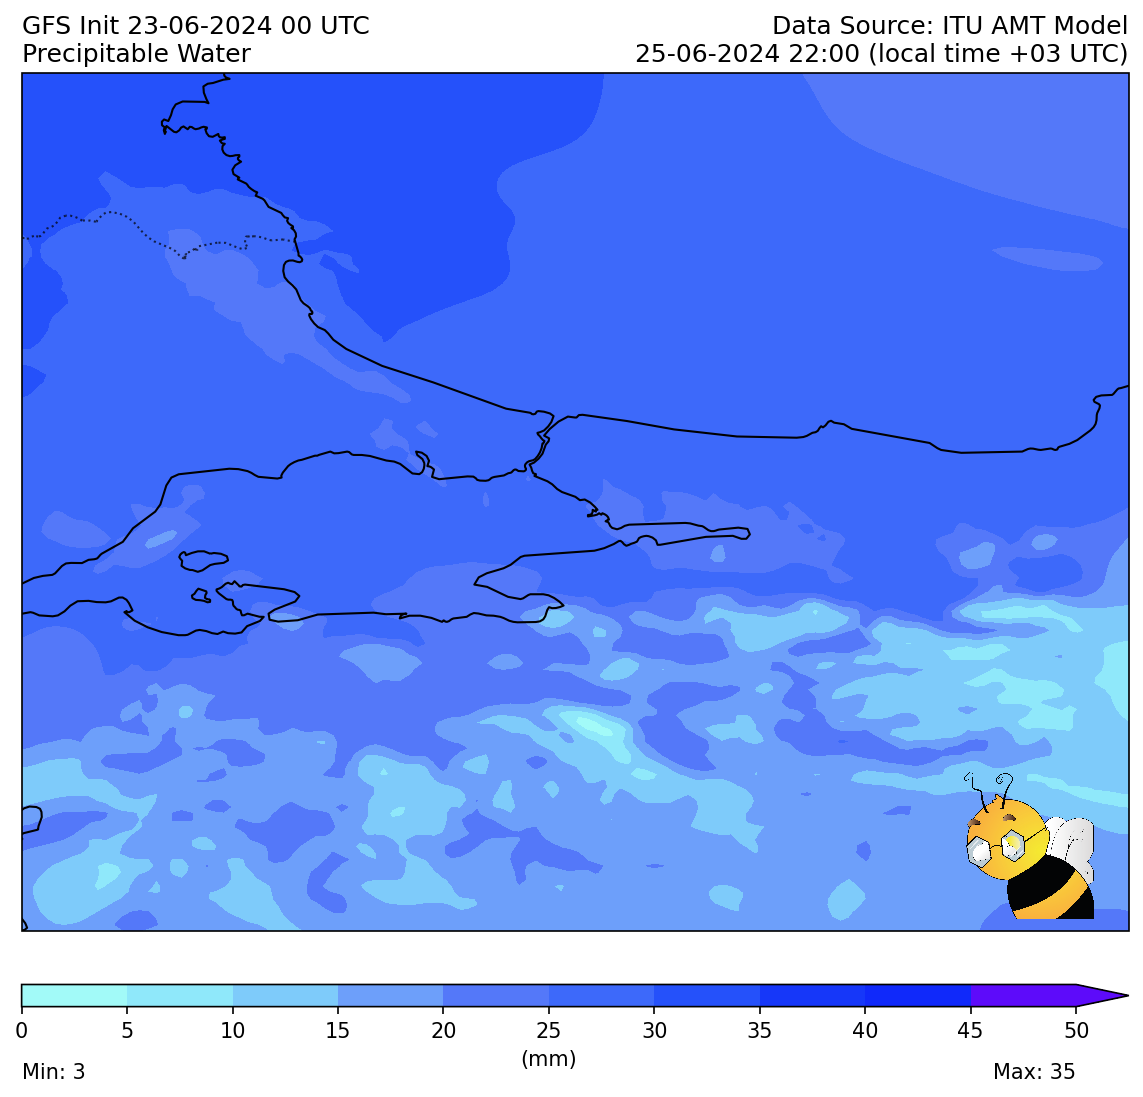 GFS Init 23-06-2024 00 UTC
Data Source: ITU AMT Model
Precipitable Water
25-06-2024 22:00 (local time +03 UTC)
0 5 10 15 20 25 30 35 40 45 50
(mm)
Min: 3
Max: 35